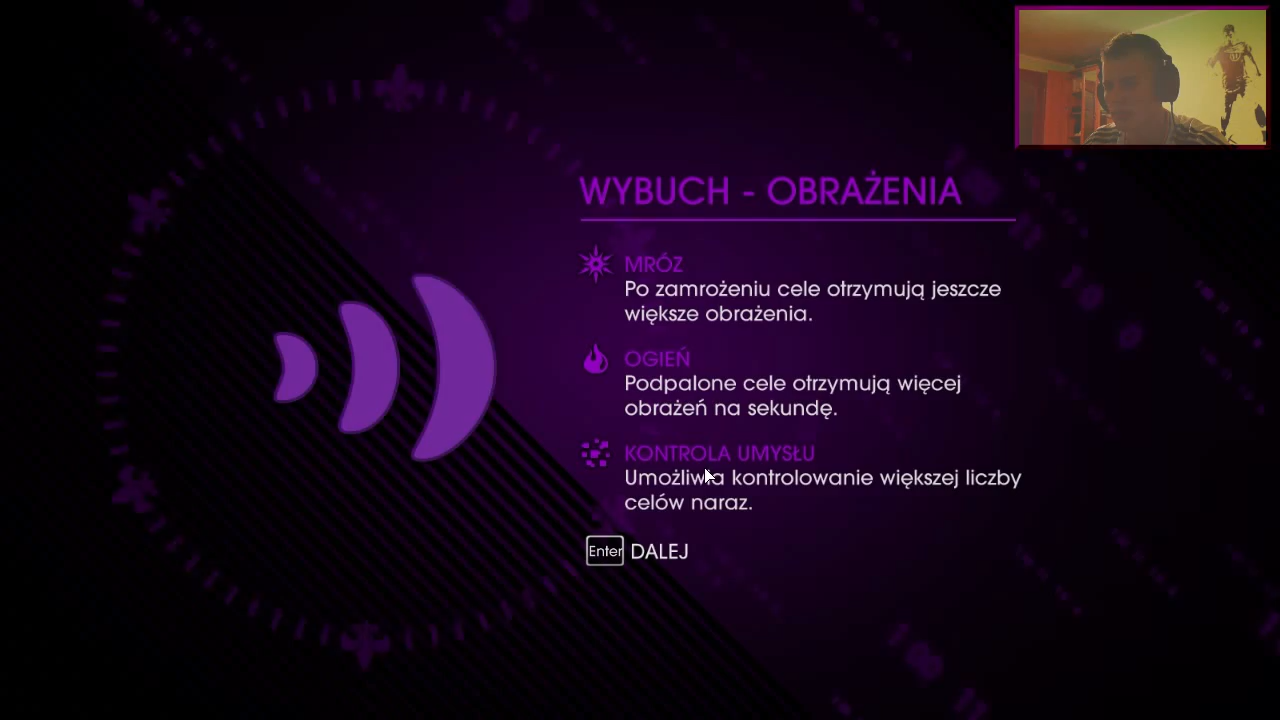 WYBUCH - OBRAŻENIA
MRÓZ
Po zamrożeniu cele otrzymują jeszcze
większe obrażenia.
OGIEŃ
Podpalone cele otrzymują więcej
obrażeń na sekundę.
KONTROLA UMYSŁU
Umożliwia kontrolowanie większej liczby
celów naraz.
Enter DALEJ